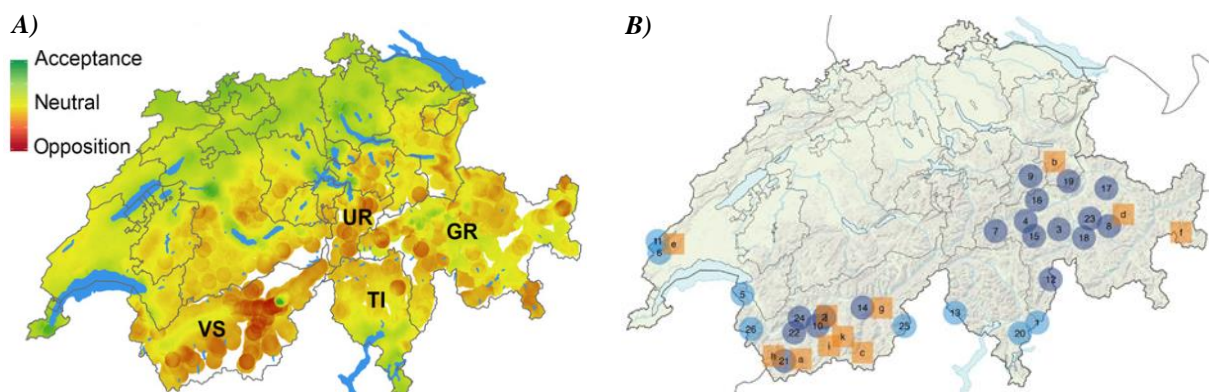 A)
Acceptance
Neutral
Opposition
UR
GR
TI
VS
B)
b
9
19
17
16
d
4
23
8
7
15
3
18
f
11
e
6
12
5
14
g
24
2
10
22
13
1
20
25
26
k
i
c
h
21
a